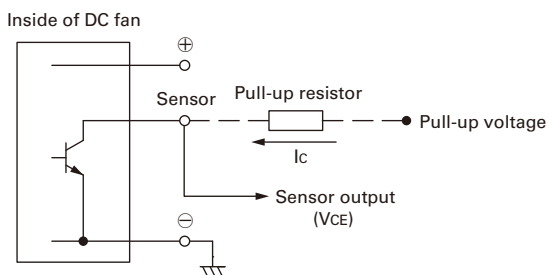 Inside of DC fan
⊕
Sensor
Pull-up resistor
Pull-up voltage
Ic
Sensor output
(VCE)
⊖